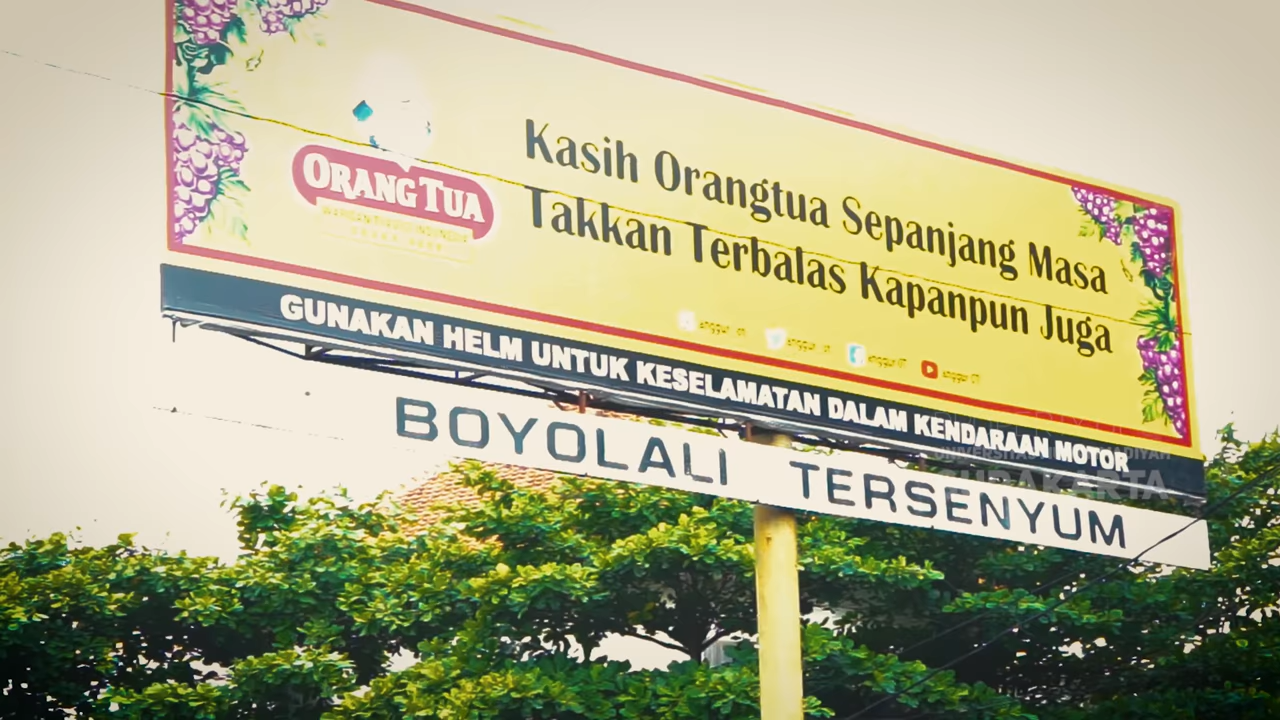 ORANG TUA
Kasih Orangtua Sepanjang Masa
Takkan Terbalas Kapanpun Juga
GUNAKAN HELM UNTUK KESELAMATAN DALAM KENDARAAN MOTOR
BOYOLALI TERSENYUM
SURAKARTA